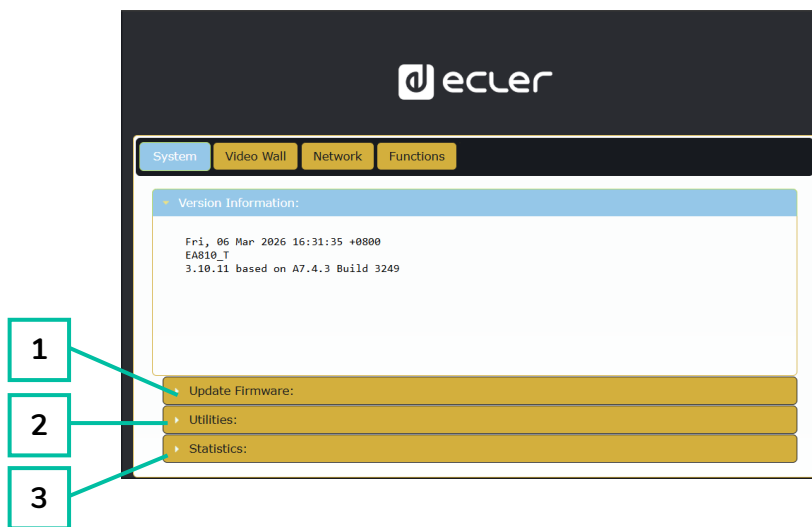 ecler
System Video Wall Network Functions
Version Information:
Fri, 06 Mar 2026 16:31:35 +0800
EA810_T
3.10.11 based on A7.4.3 Build 3249
1
Update Firmware:
2
Utilities:
Statistics:
3